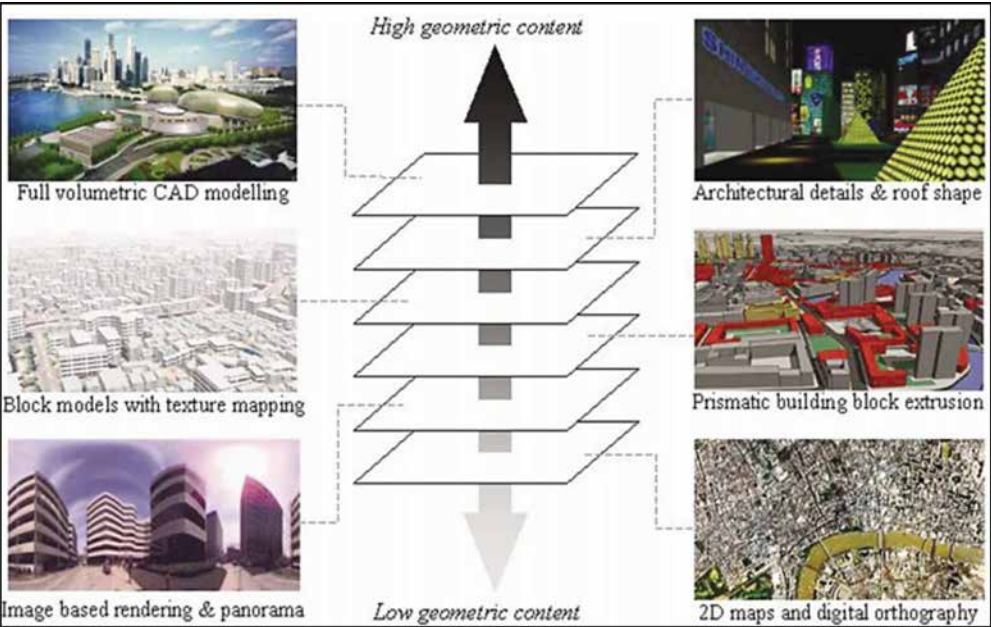 High geometric content
Full volumetric CAD modelling
Architectural details & roof shape
Block models with texture mapping
Prismatic building block extrusion
Image based rendering & panorama
Low geometric content
2D maps and digital orthography